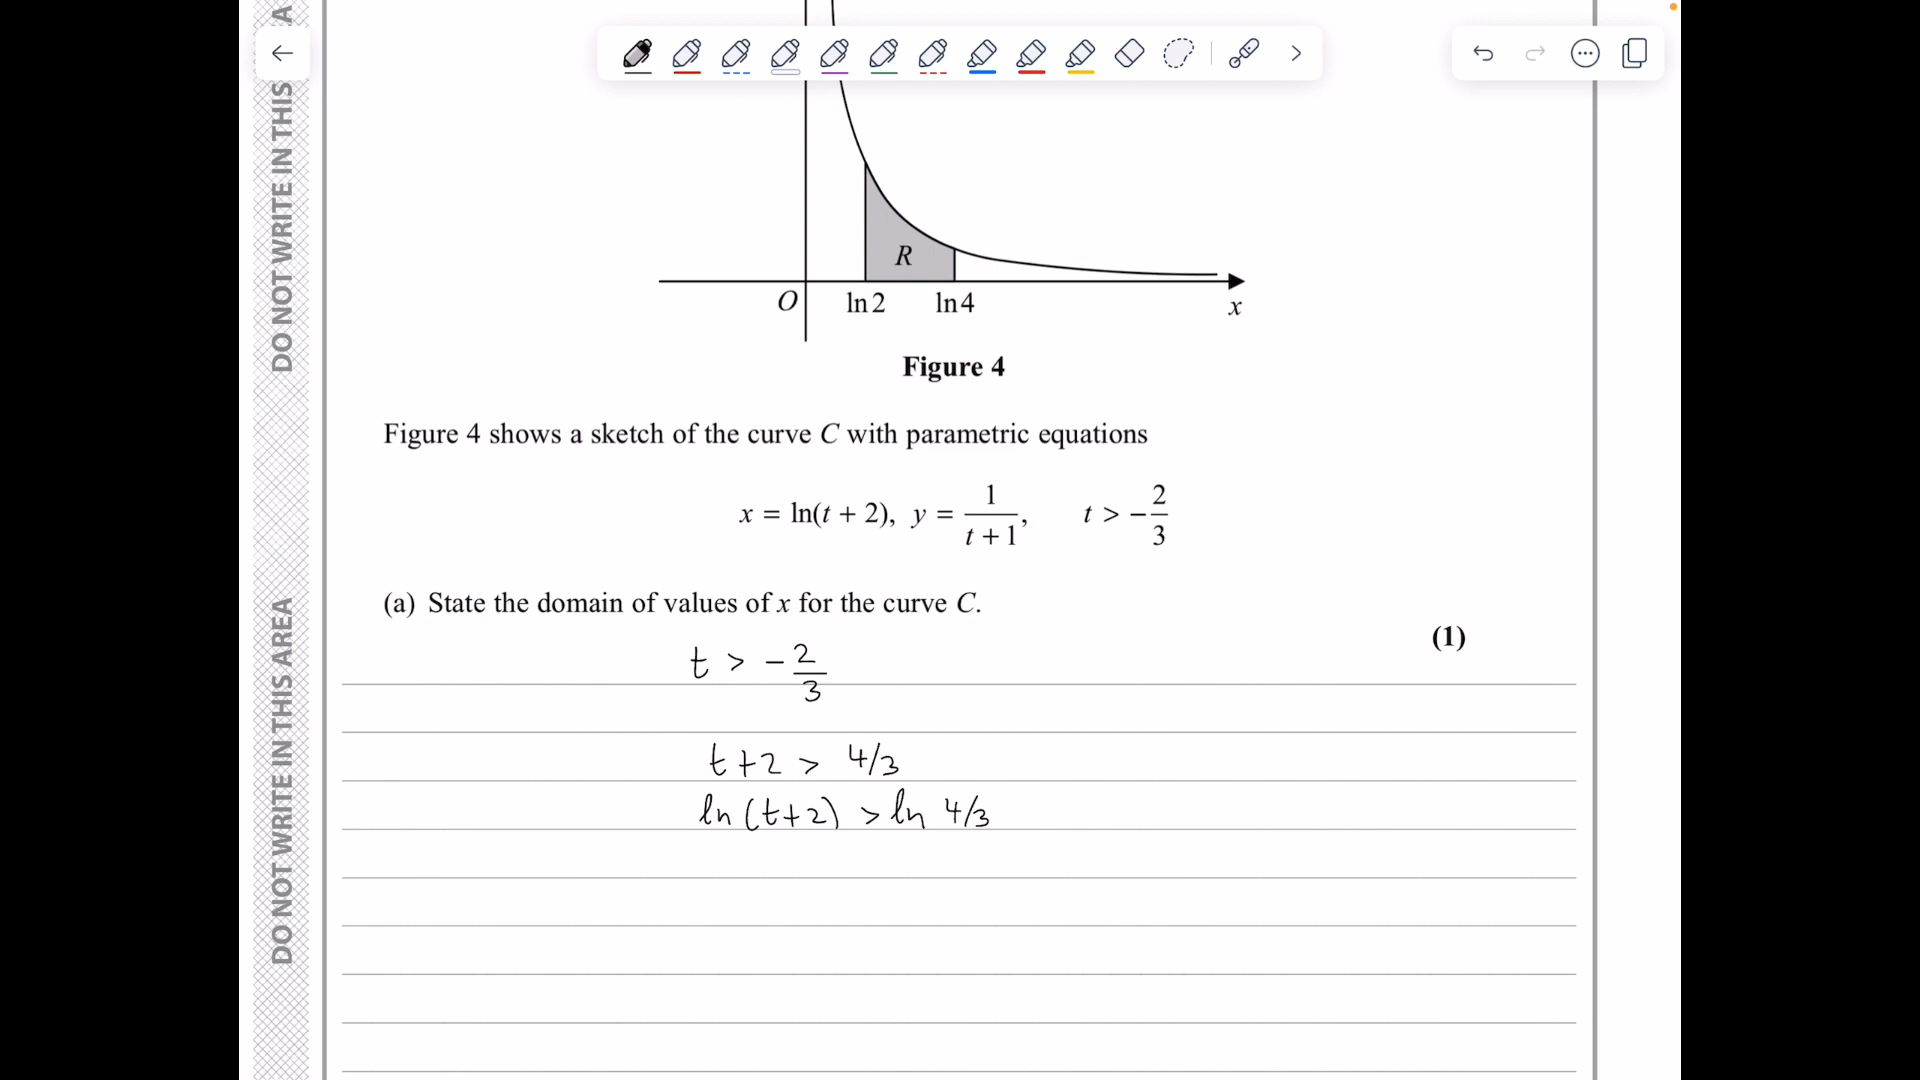 DO NOT WRITE IN THIS A
R
O
ln 2
ln 4
x
Figure 4
Figure 4 shows a sketch of the curve C with parametric equations
x = ln(t + 2), y = 1/(t + 1), t > −2/3
(a) State the domain of values of x for the curve C.
(1)
t > −2/3
t+2 > 4/3
ln (t+2) > ln 4/3
DO NOT WRITE IN THIS AREA